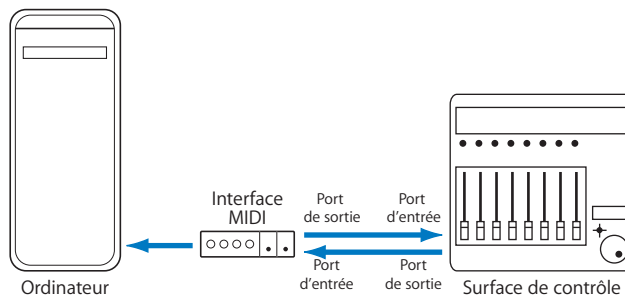 Interface
MIDI
Port
de sortie
Port
d'entrée
Port
d'entrée
Port
de sortie
Ordinateur
Surface de contrôle